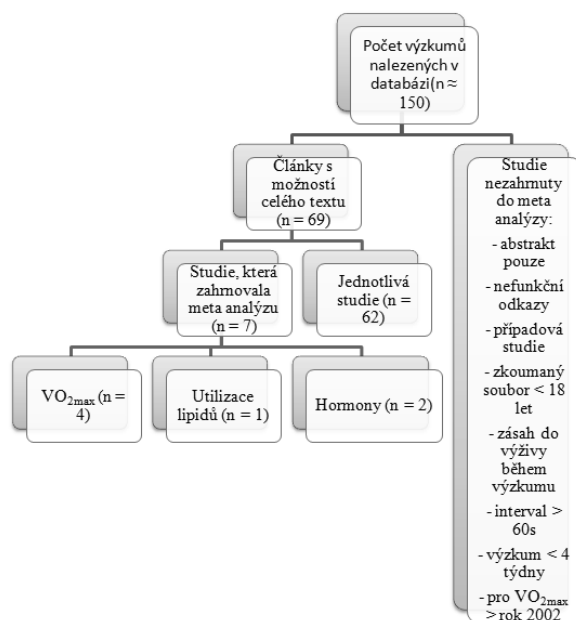 Počet výzkumů
nalezených v
databázi(n ≈
150)
Články s
možností
celého textu
(n = 69)
Studie, která
zahrnovala
meta analýzu
(n = 7)
Jednotlivá
studie (n =
62)
VO₂max (n =
4)
Utilizace
lipidů (n = 1)
Hormony (n = 2)
Studie
nezahrnuty
do meta
analýzy:
- abstrakt
pouze
- nefunkční
odkazy
- případová
studie
- zkoumaný
soubor < 18
let
- zásah do
výživy
během
výzkumu
- interval >
60s
- výzkum < 4
týdny
- pro VO₂max
> rok 2002